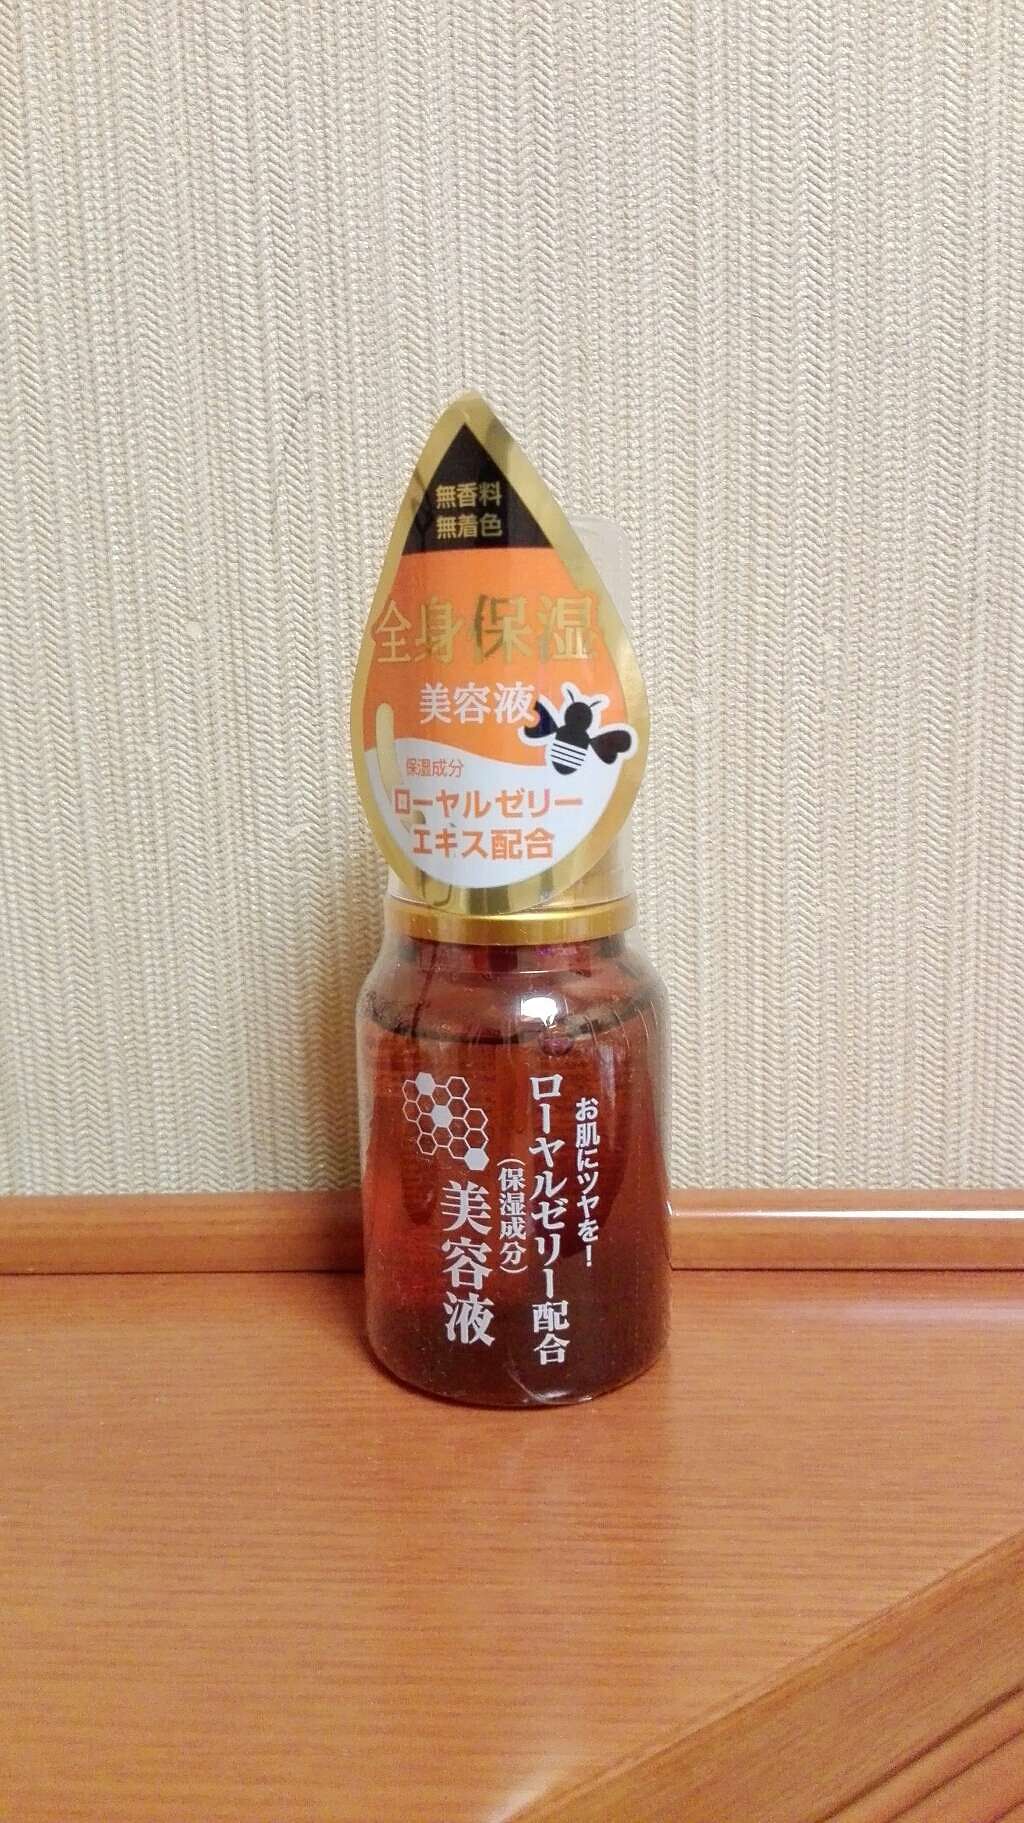 無香料
無着色
全身保湿
美容液
保湿成分
ローヤルゼリー
エキス配合
お肌にツヤを!
ローヤルゼリー配合
(保湿成分)
美容液